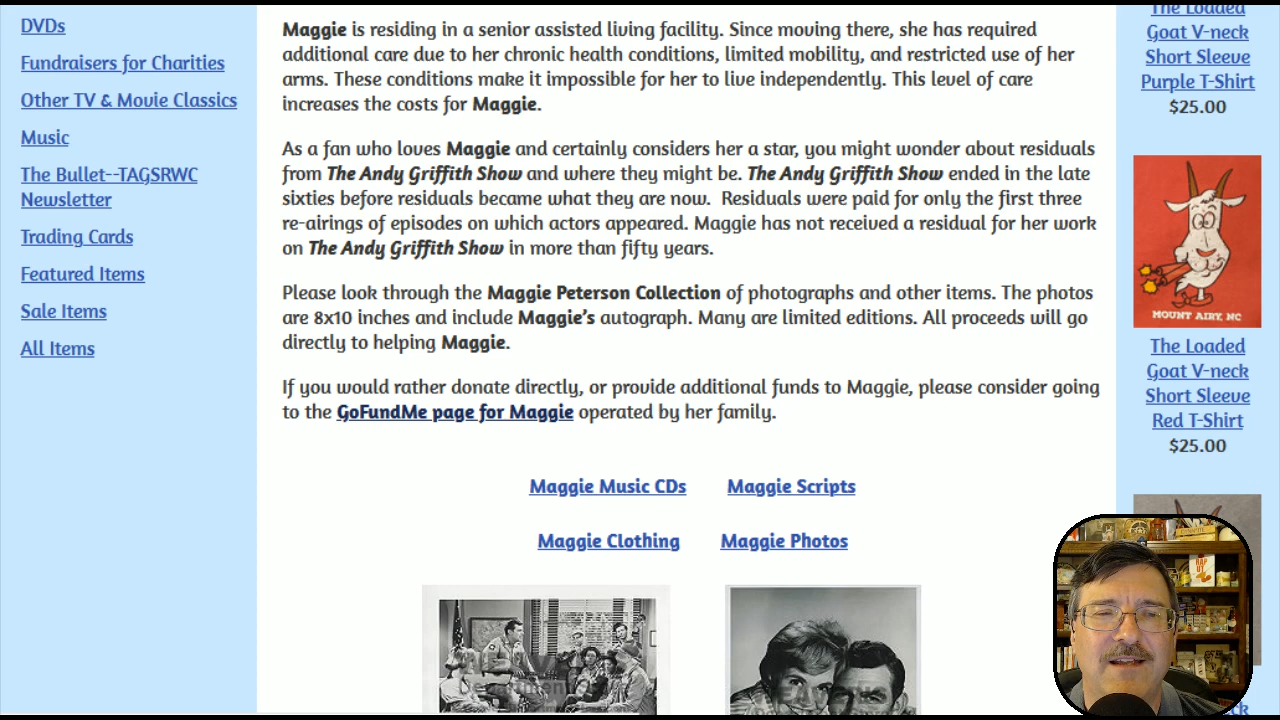 DVDs
Fundraisers for Charities
Other TV & Movie Classics
Music
The Bullet--TAGSRWC
Newsletter
Trading Cards
Featured Items
Sale Items
All Items
Maggie is residing in a senior assisted living facility. Since moving there, she has required
additional care due to her chronic health conditions, limited mobility, and restricted use of her
arms. These conditions make it impossible for her to live independently. This level of care
increases the costs for Maggie.
As a fan who loves Maggie and certainly considers her a star, you might wonder about residuals
from The Andy Griffith Show and where they might be. The Andy Griffith Show ended in the late
sixties before residuals became what they are now. Residuals were paid for only the first three
re-airings of episodes on which actors appeared. Maggie has not received a residual for her work
on The Andy Griffith Show in more than fifty years.
Please look through the Maggie Peterson Collection of photographs and other items. The photos
are 8x10 inches and include Maggie's autograph. Many are limited editions. All proceeds will go
directly to helping Maggie.
If you would rather donate directly, or provide additional funds to Maggie, please consider going
to the GoFundMe page for Maggie operated by her family.
Maggie Music CDs
Maggie Scripts
Maggie Clothing
Maggie Photos
The Loaded
Goat V-neck
Short Sleeve
Purple T-Shirt
$25.00
MOUNT AIRY, NC
The Loaded
Goat V-neck
Short Sleeve
Red T-Shirt
$25.00